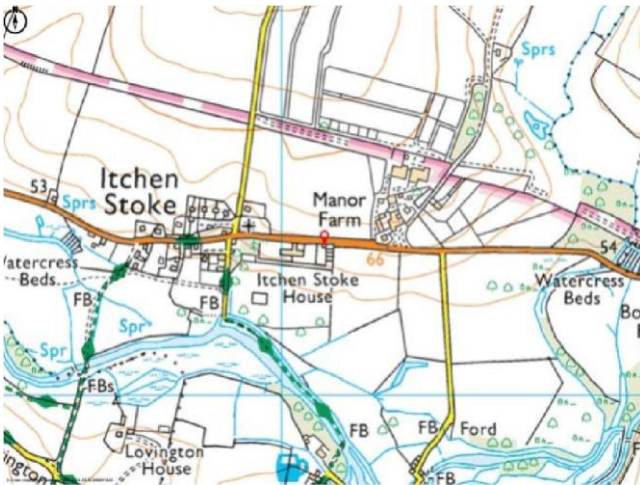 N
Sprs
53
Itchen
Stoke
Manor
Farm
Sprs
54
66
Watercress
Beds
Itchen Stoke
House
Watercress
Beds
FB
FB
Spr
Spr
FBs
FB
FB
Ford
Lovington
House
FB